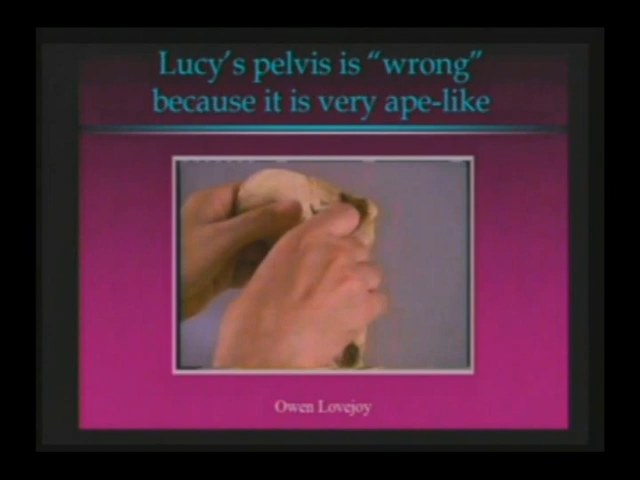 Lucy's pelvis is “wrong”
because it is very ape-like
Owen Lovejoy